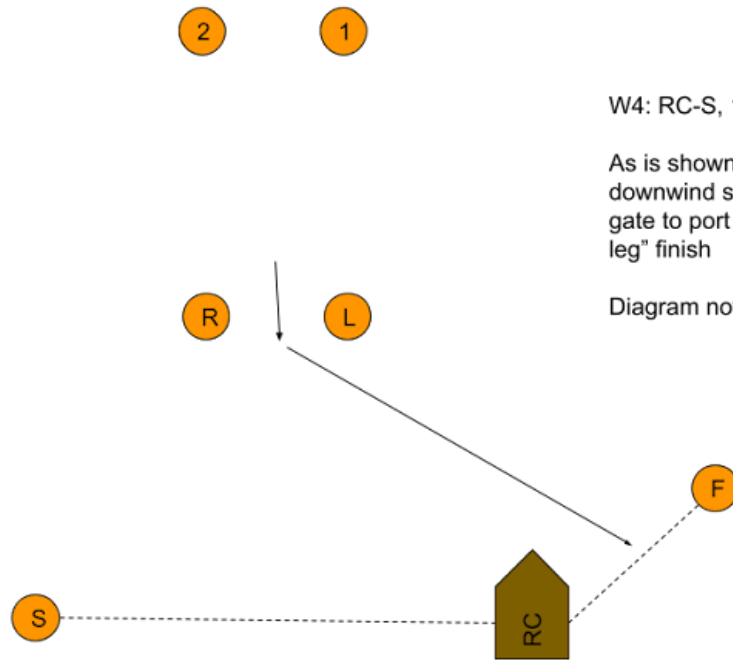 2 1
W4: RC-S,
As is shown
downwind s
gate to port
leg” finish
R L
Diagram no
F
S
RC